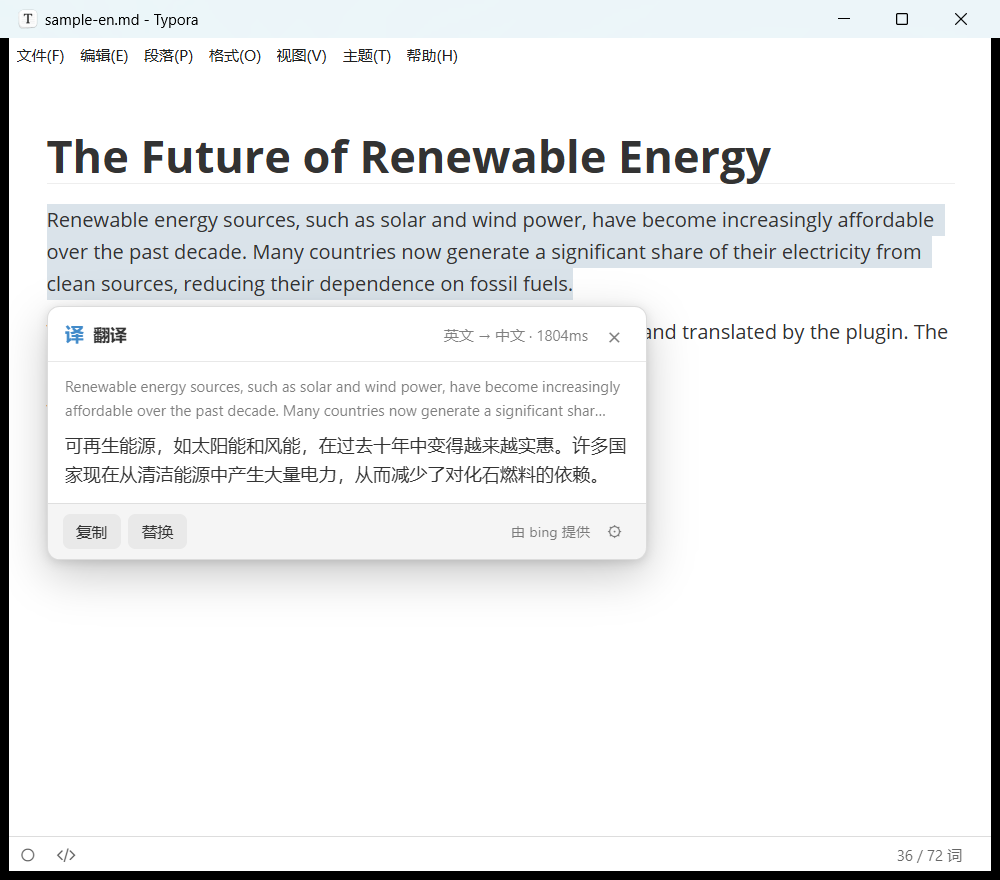 T sample-en.md - Typora
文件(F) 编辑(E) 段落(P) 格式(O) 视图(V) 主题(T) 帮助(H)
The Future of Renewable Energy
Renewable energy sources, such as solar and wind power, have become increasingly affordable
over the past decade. Many countries now generate a significant share of their electricity from
clean sources, reducing their dependence on fossil fuels.
and translated by the plugin. The
译 翻译 英文 → 中文 · 1804ms
Renewable energy sources, such as solar and wind power, have become increasingly
affordable over the past decade. Many countries now generate a significant shar...
可再生能源，如太阳能和风能，在过去十年中变得越来越实惠。许多国
家现在从清洁能源中产生大量电力，从而减少了对化石燃料的依赖。
复制 替换 由 bing 提供
</> 36 / 72 词